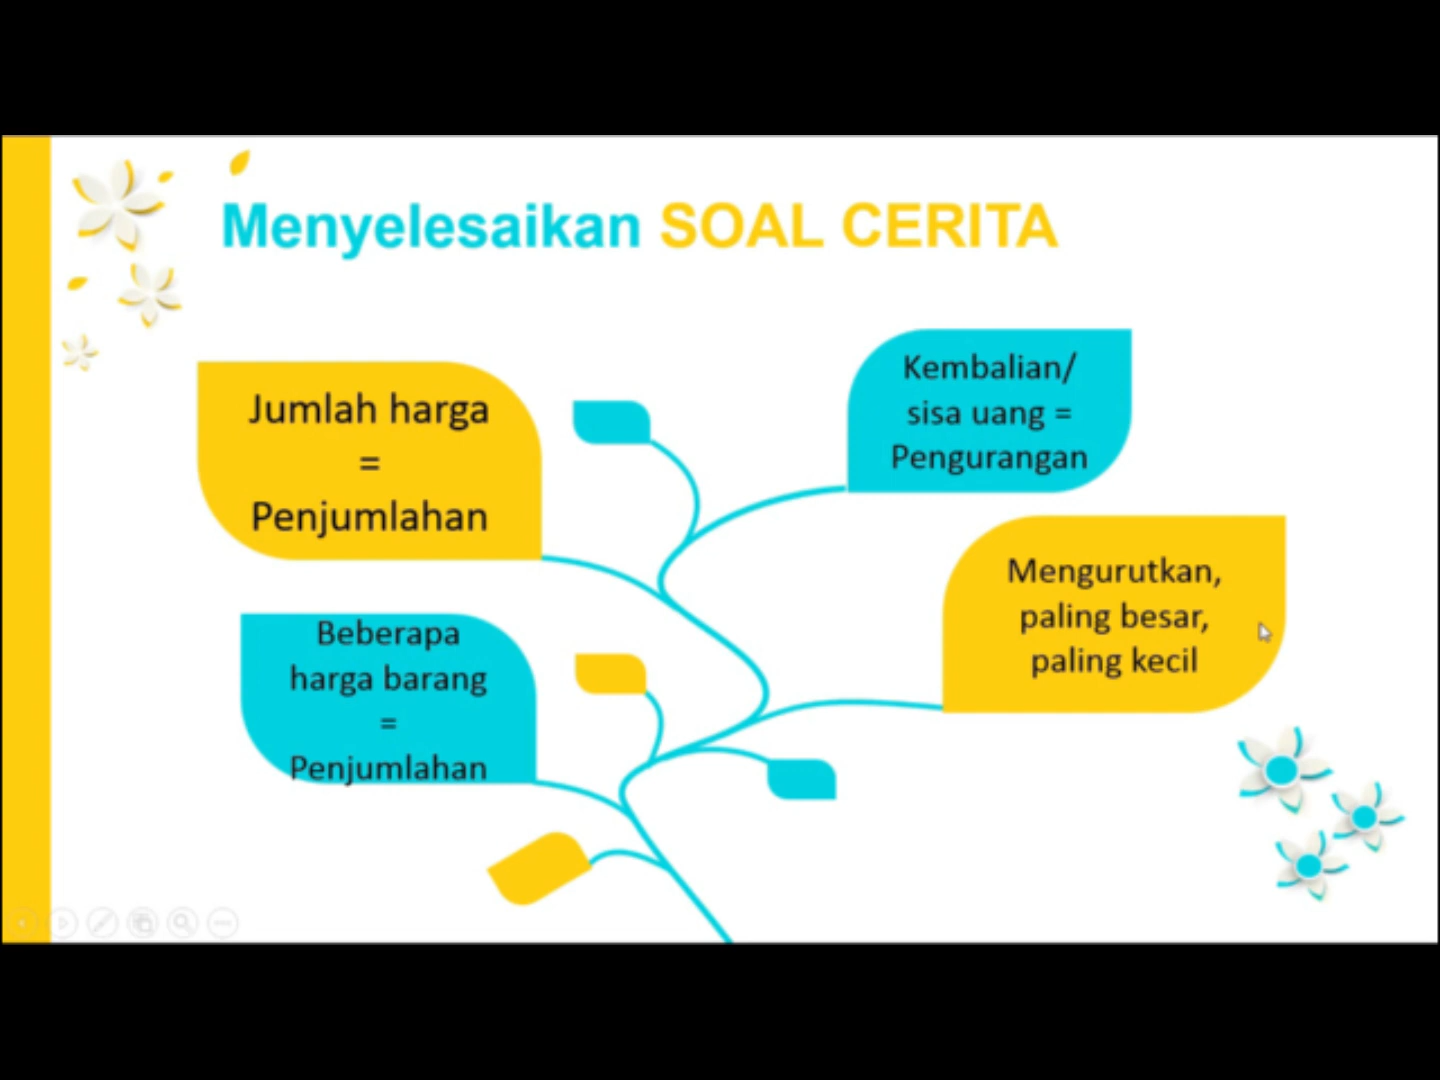 Menyelesaikan SOAL CERITA
Jumlah harga
=
Penjumlahan
Kembalian/
sisa uang =
Pengurangan
Beberapa
harga barang
=
Penjumlahan
Mengurutkan,
paling besar,
paling kecil